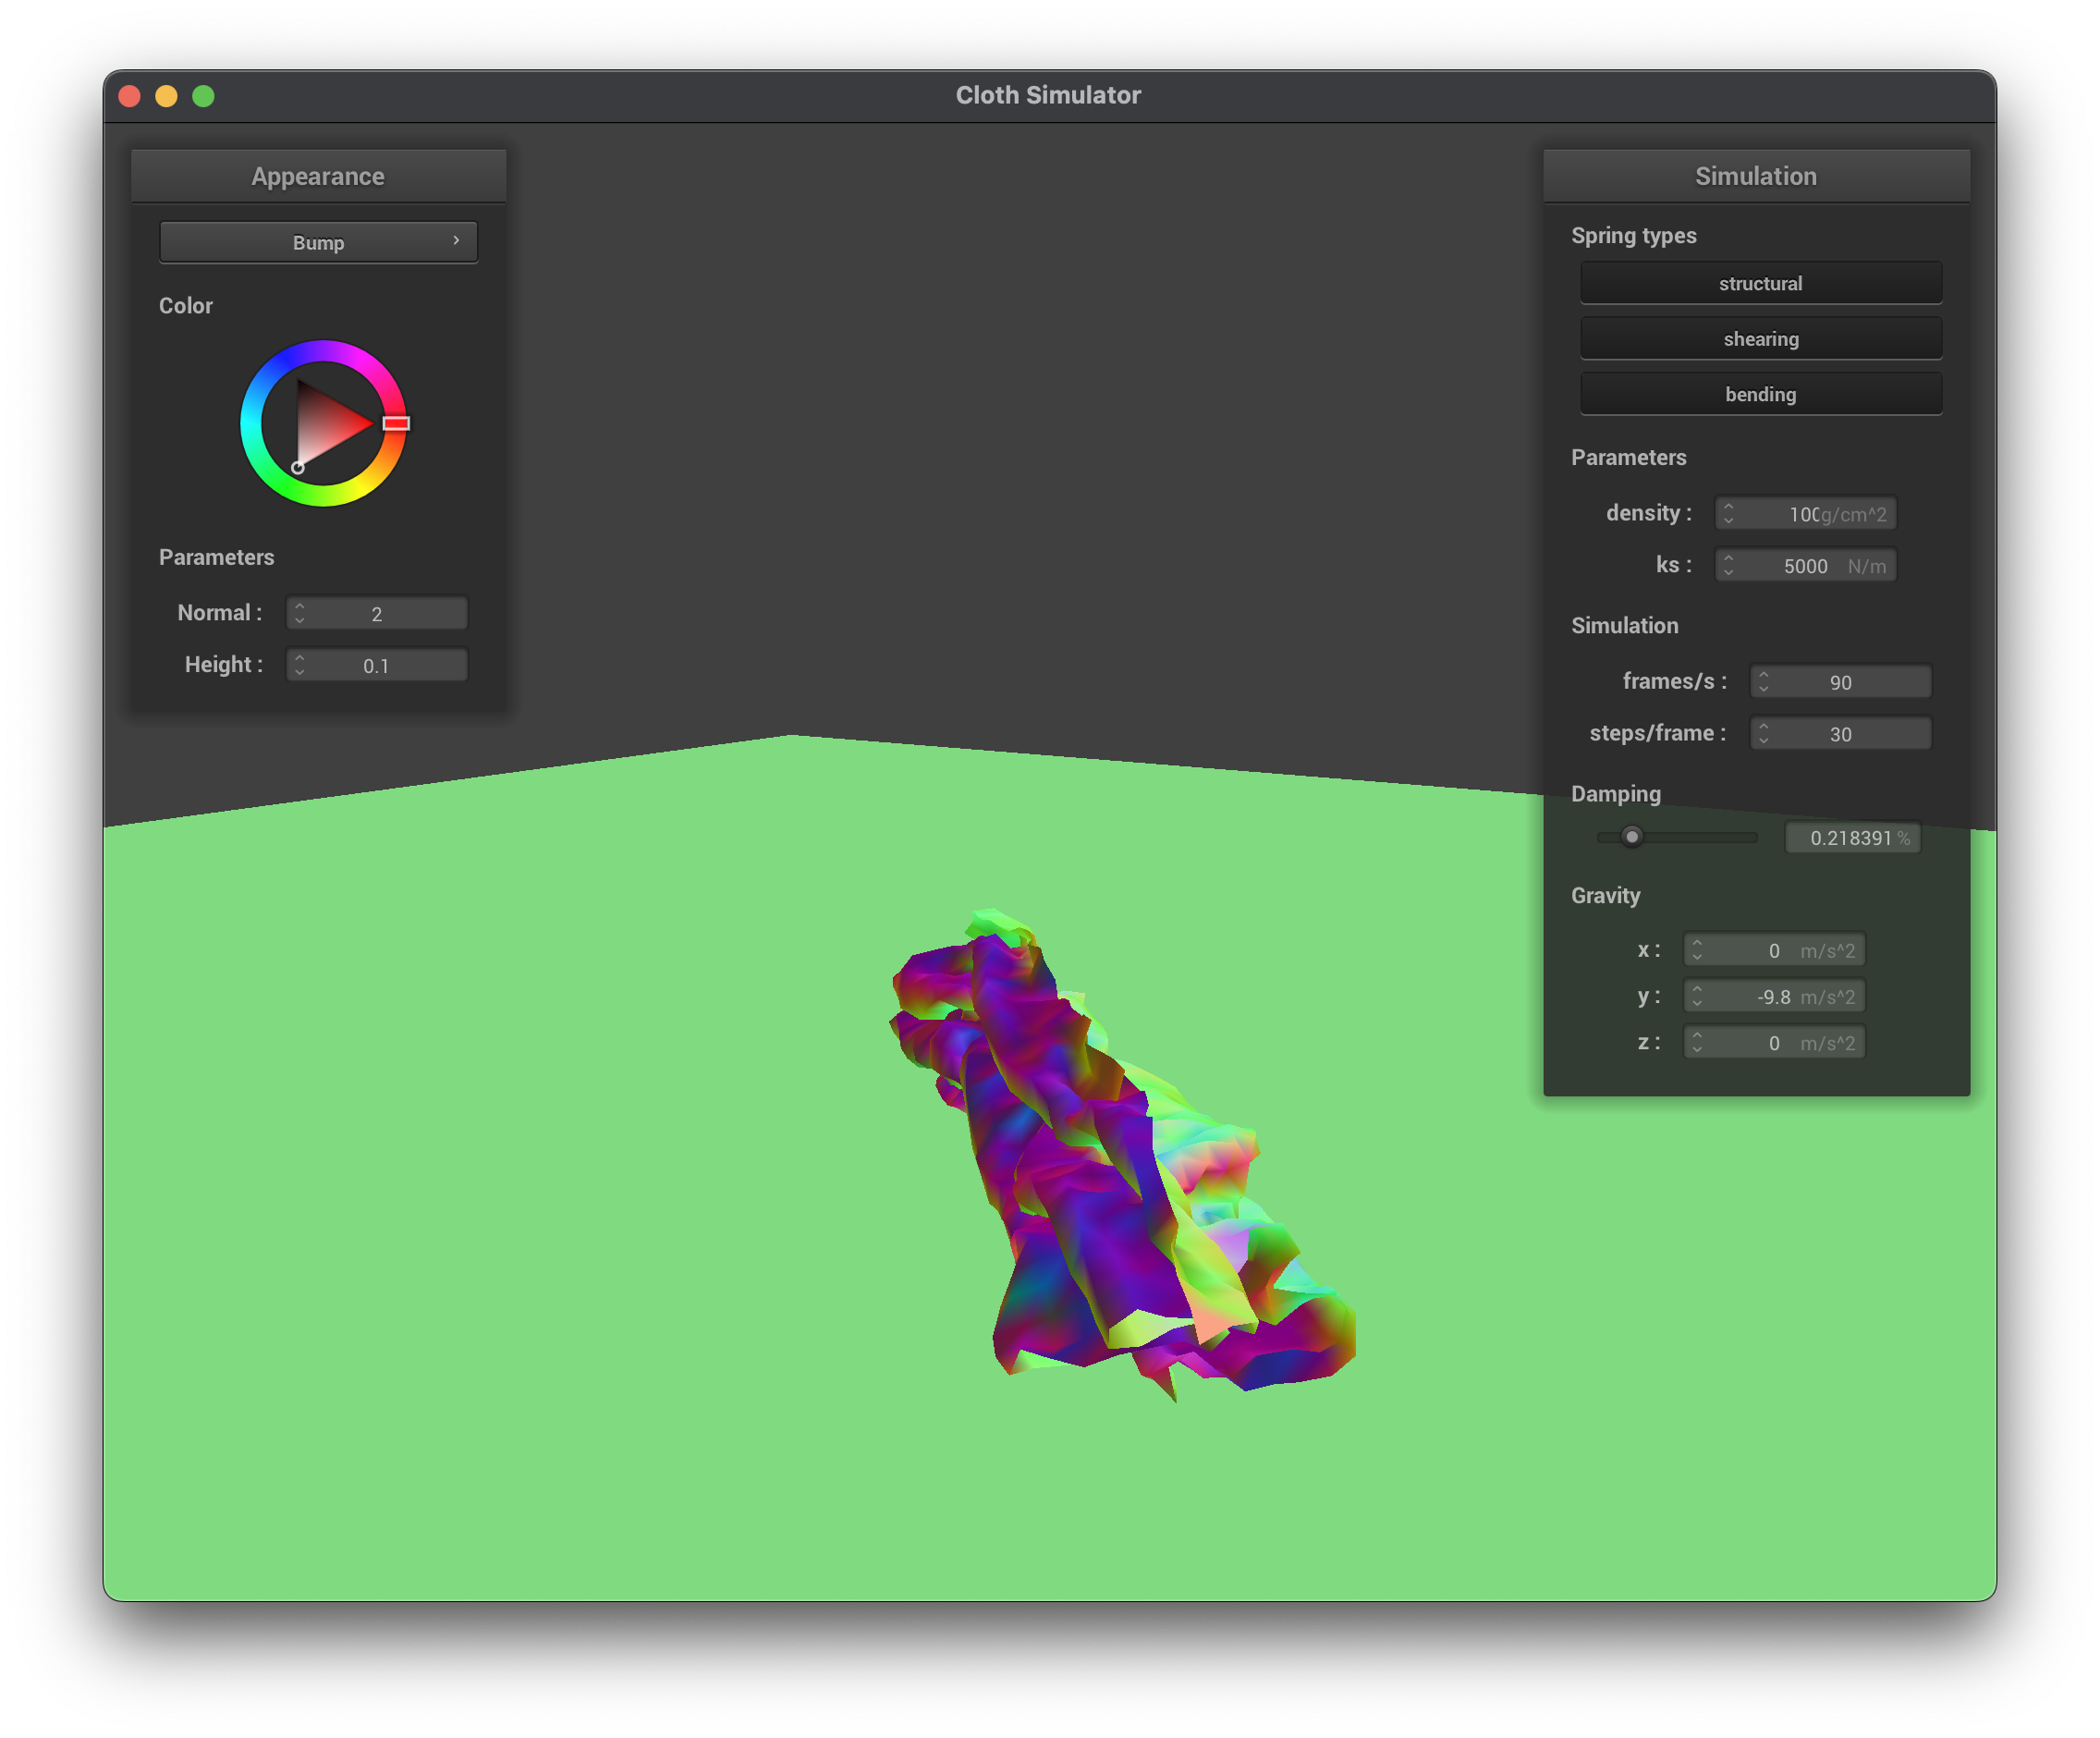 Cloth Simulator
Appearance
Bump
Color
Parameters
Normal : 2
Height : 0.1
Simulation
Spring types
structural
shearing
bending
Parameters
density : 100 g/cm^2
ks : 5000 N/m
Simulation
frames/s : 90
steps/frame : 30
Damping
0.218391 %
Gravity
x : 0 m/s^2
y : -9.8 m/s^2
z : 0 m/s^2